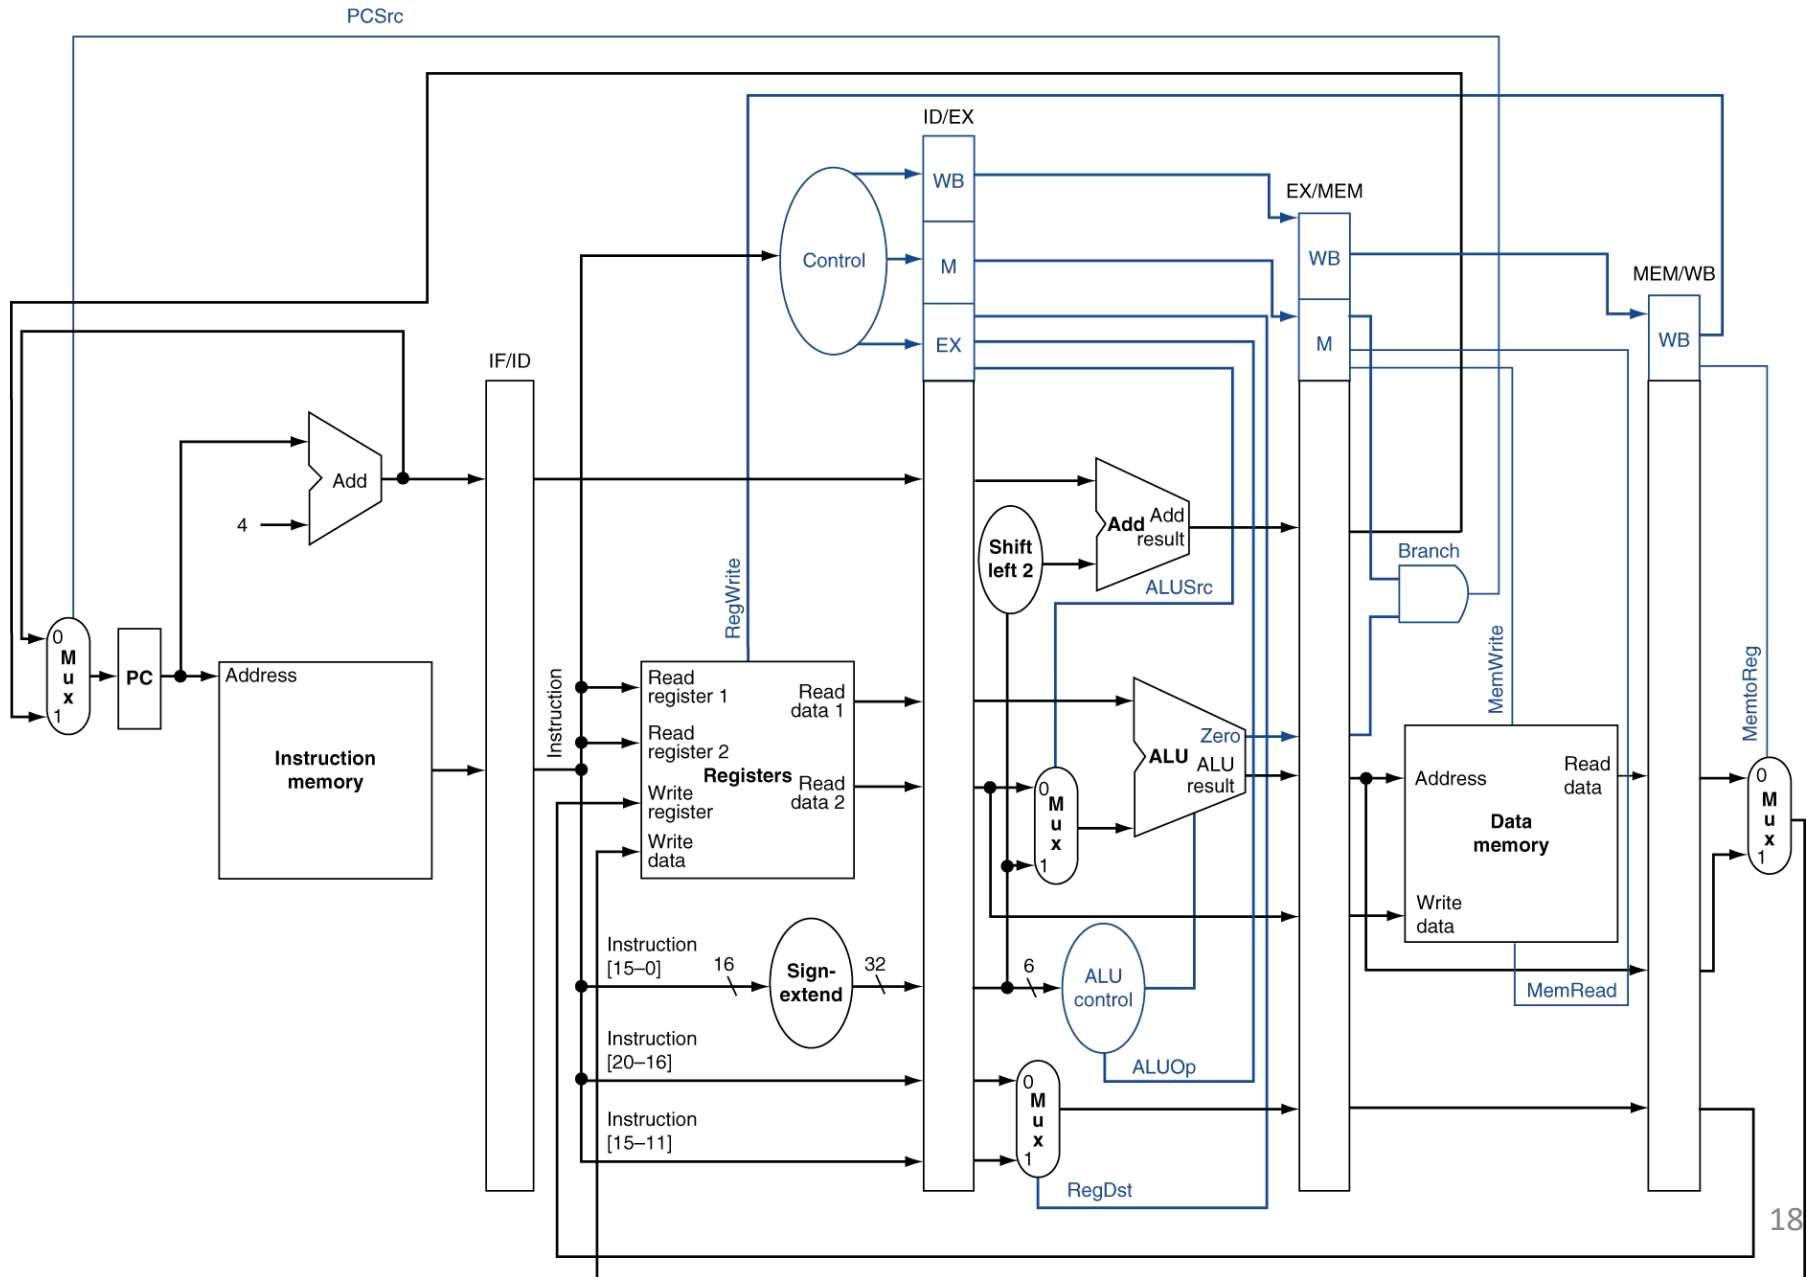 PCSrc
ID/EX
WB
EX/MEM
Control
M
WB
MEM/WB
EX
M
WB
IF/ID
Add
4
Add
Add
result
Shift
left 2
Branch
ALUSrc
RegWrite
MemWrite
MemtoReg
0
M
u
x
1
PC
Address
Instruction
memory
Instruction
Read
register 1
Read
data 1
Read
register 2
Registers
Read
data 2
Write
register
Write
data
Zero
ALU
ALU
result
0
M
u
x
1
Address
Read
data
Data
memory
Write
data
0
M
u
x
1
Instruction
[15–0]
16
Sign-
extend
32
6
ALU
control
MemRead
Instruction
[20–16]
ALUOp
0
M
u
x
1
Instruction
[15–11]
RegDst
18